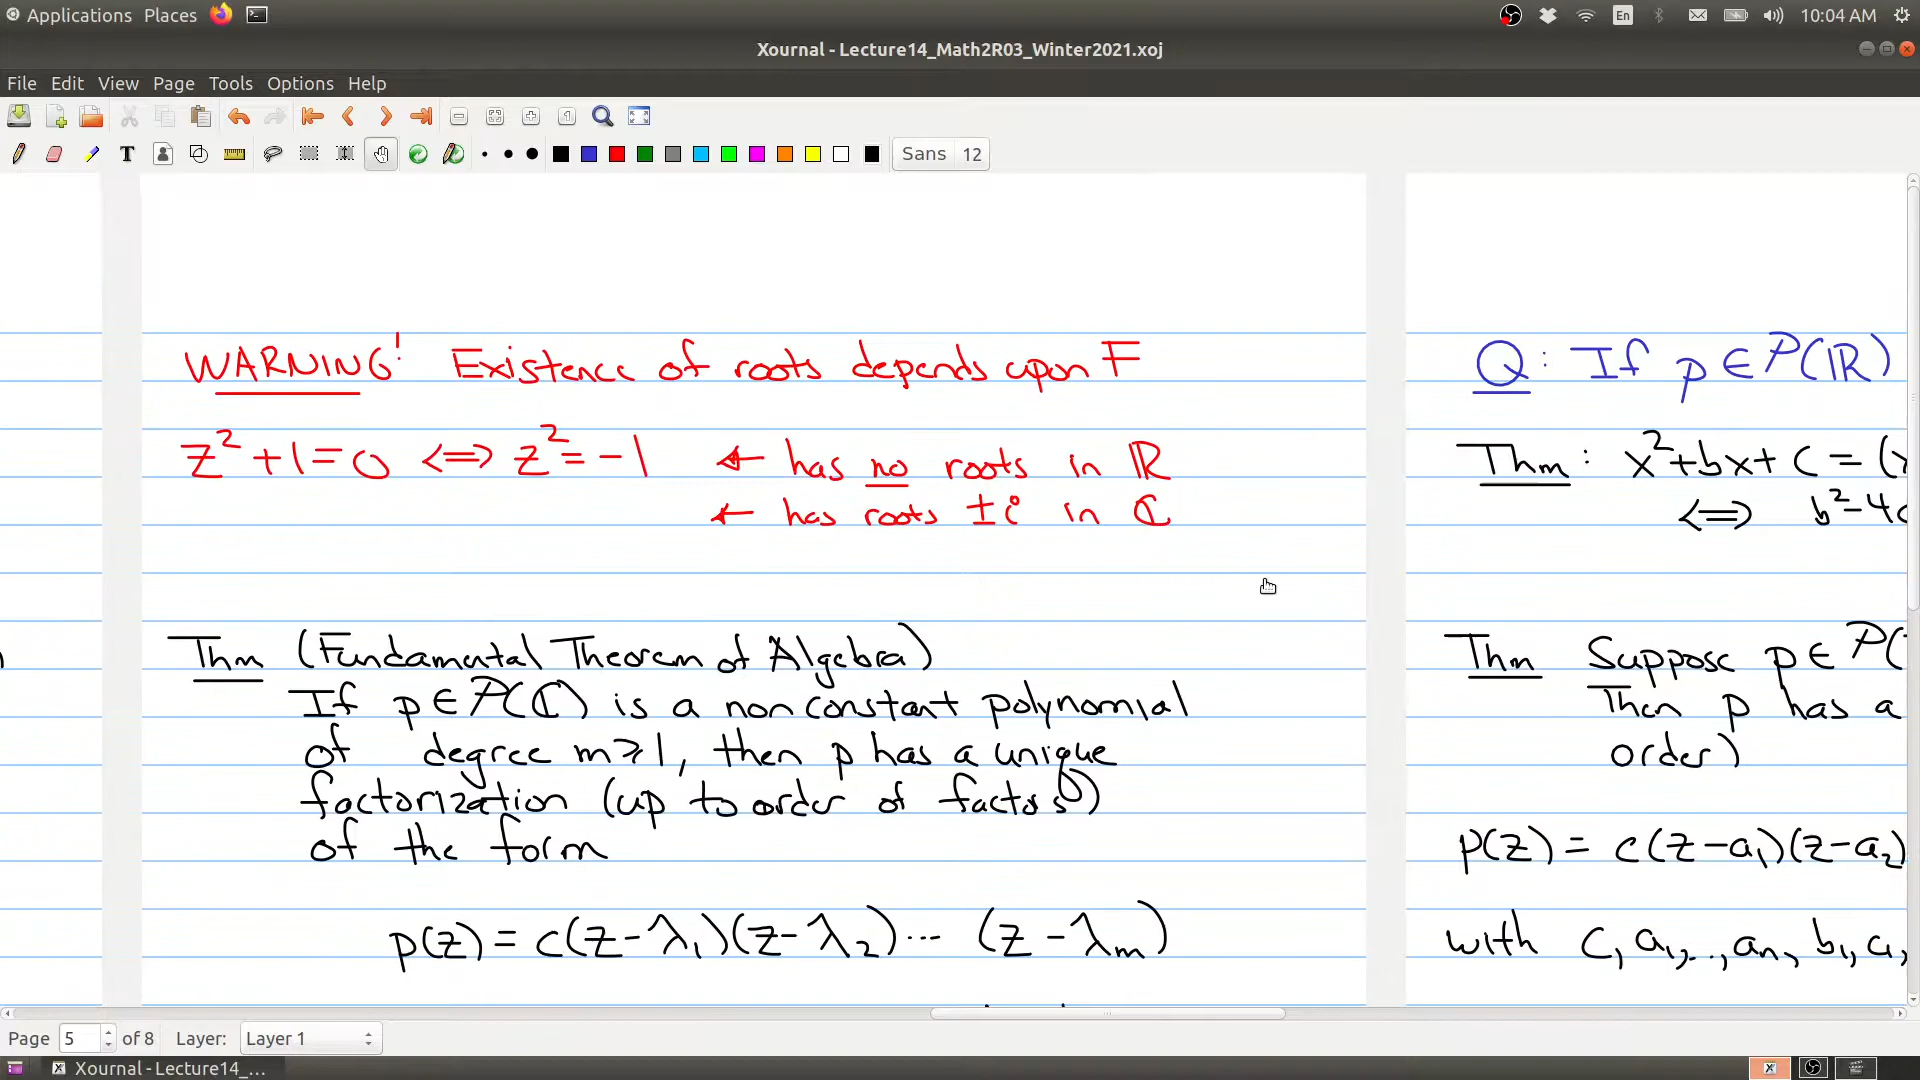 Applications Places En 10:04 AM
Xournal - Lecture14_Math2R03_Winter2021.xoj
File Edit View Page Tools Options Help
Sans 12
WARNING! Existence of roots depends upon F
z²+1=0 <=> z²=-1 ← has no roots in ℝ
← has roots ±i in ℂ
Thm (Fundamental Theorem of Algebra)
If p∈P(ℂ) is a nonconstant polynomial
of degree m≥1, then p has a unique
factorization (up to order of factors)
of the form
p(z) = c(z-λ₁)(z-λ₂)... (z-λₘ)
Q: If p∈P(ℝ)
Thm: x²+bx+c = (x
<=> b²-4c
Thm Suppose p∈P(
Then p has a
order)
p(z) = c(z-a₁)(z-a₂)
with c, a₁,..,aₙ, b₁,c₁,
Page 5 of 8 Layer: Layer 1
Xournal - Lecture14_...